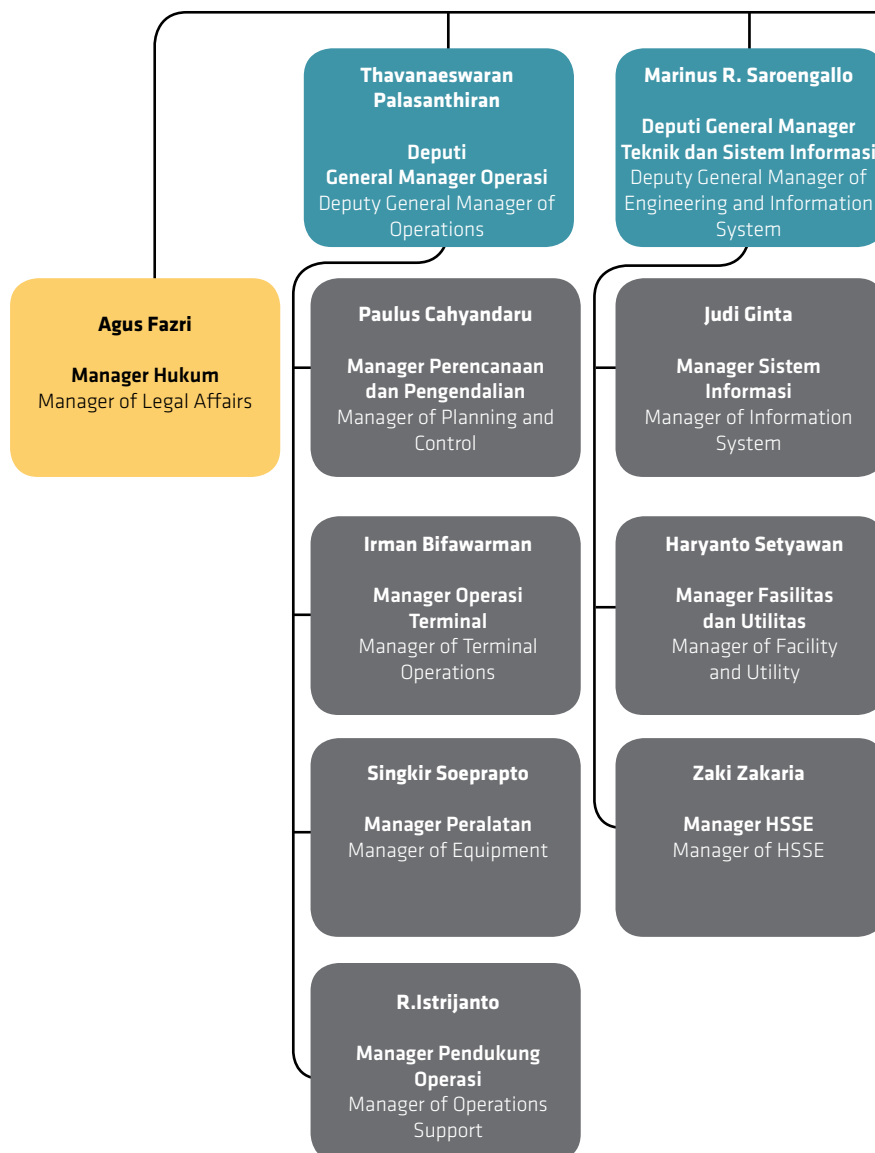 Thavanaeswaran
Palasanthiran
Deputi
General Manager Operasi
Deputy General Manager of
Operations
Marinus R. Saroengallo
Deputi General Manager
Teknik dan Sistem Informasi
Deputy General Manager of
Engineering and Information
System
Agus Fazri
Manager Hukum
Manager of Legal Affairs
Paulus Cahyandaru
Manager Perencanaan
dan Pengendalian
Manager of Planning and
Control
Judi Ginta
Manager Sistem
Informasi
Manager of Information
System
Irman Bifawarman
Manager Operasi
Terminal
Manager of Terminal
Operations
Haryanto Setyawan
Manager Fasilitas
dan Utilitas
Manager of Facility
and Utility
Singkir Soeprapto
Manager Peralatan
Manager of Equipment
Zaki Zakaria
Manager HSSE
Manager of HSSE
R.Istrijanto
Manager Pendukung
Operasi
Manager of Operations
Support